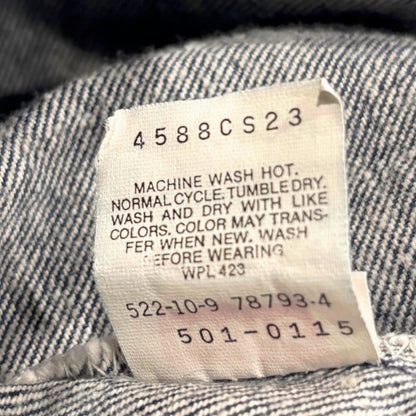 4588CS23
MACHINE WASH HOT.
NORMAL CYCLE. TUMBLE DRY.
WASH AND DRY WITH LIKE
COLORS. COLOR MAY TRANS-
FER WHEN NEW. WASH
BEFORE WEARING
WPL 423
522-10-9 78793-4
501-0115